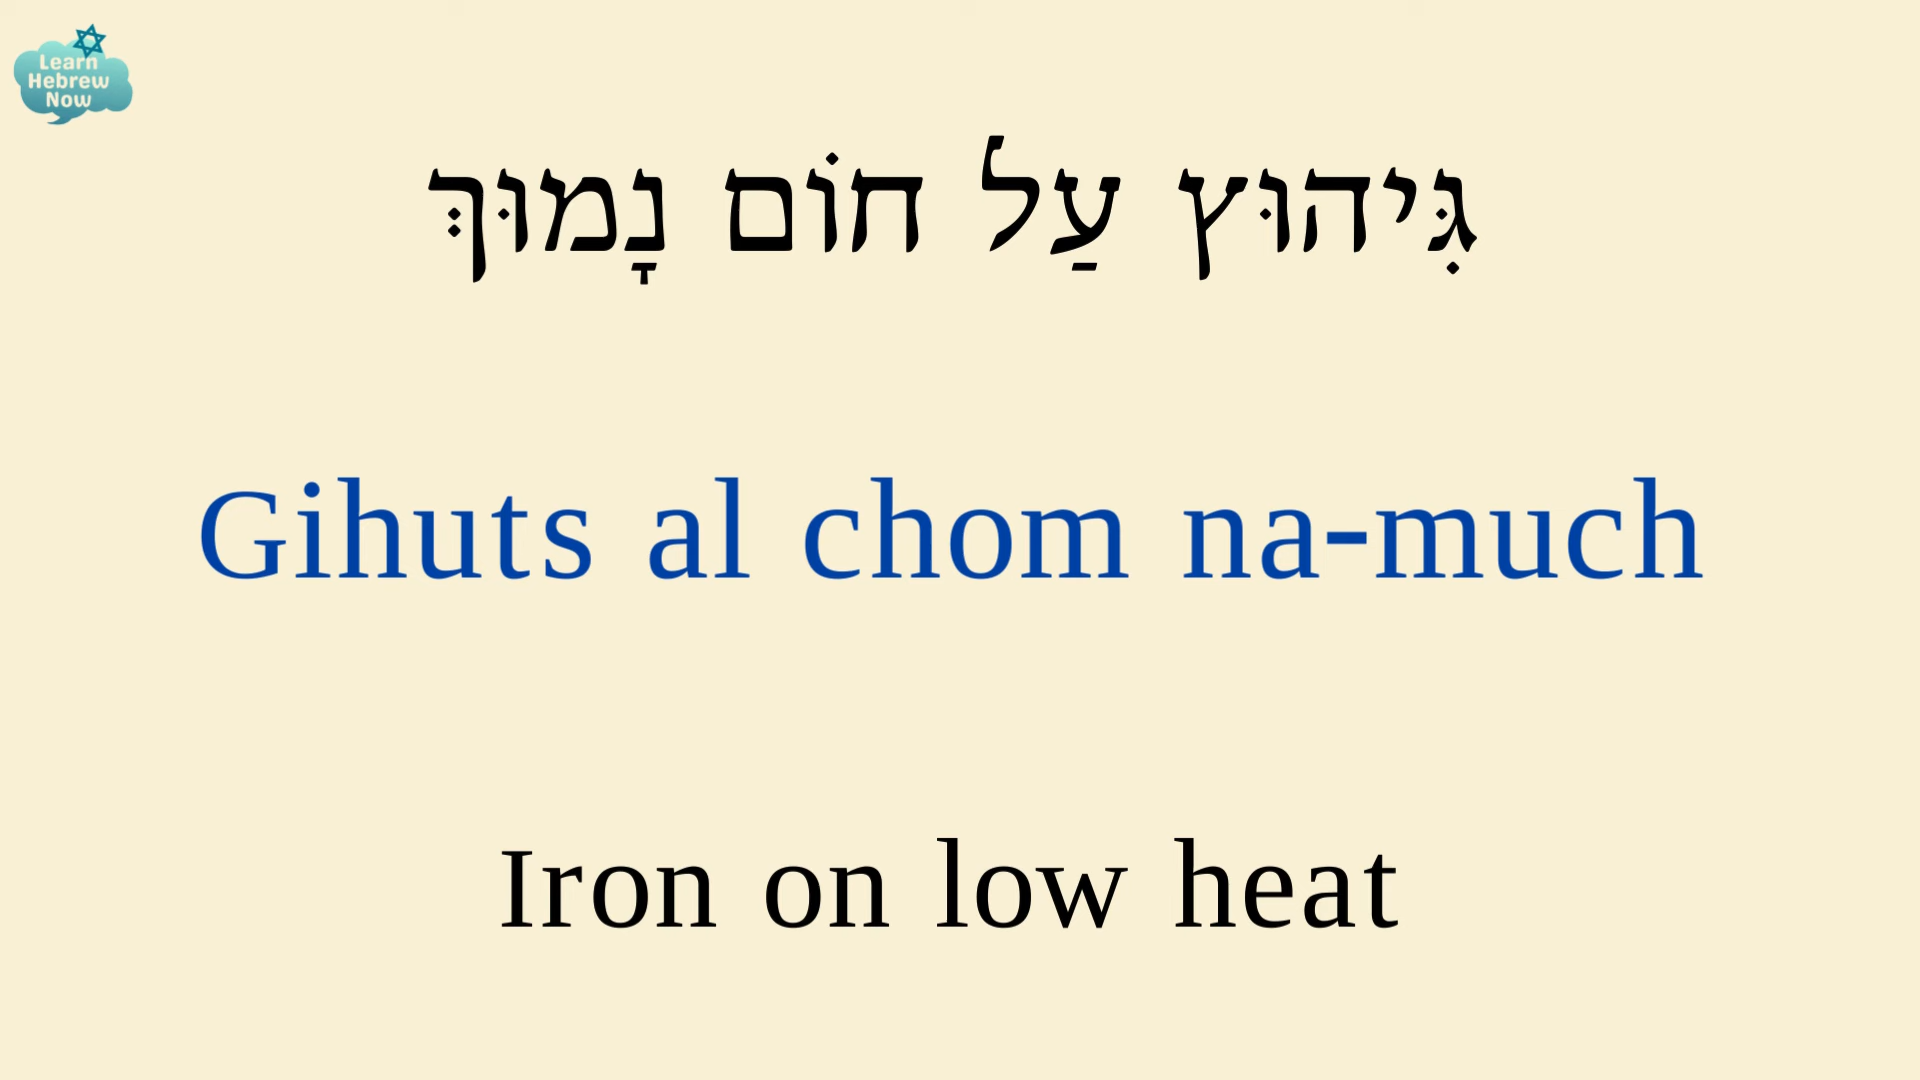 Learn
Hebrew
Now
גִּיהוּץ עַל חוֹם נָמוּךְ
Gihuts al chom na-much
Iron on low heat